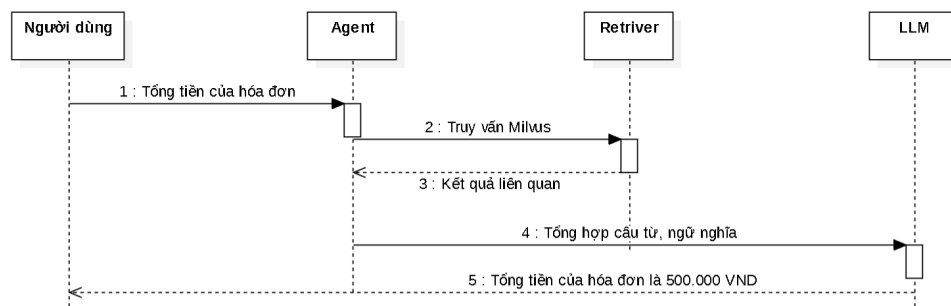 Người dùng
Agent
Retriver
LLM
1 : Tổng tiền của hóa đơn
2 : Truy vấn Milvus
3 : Kết quả liên quan
4 : Tổng hợp cấu từ, ngữ nghĩa
5 : Tổng tiền của hóa đơn là 500.000 VND